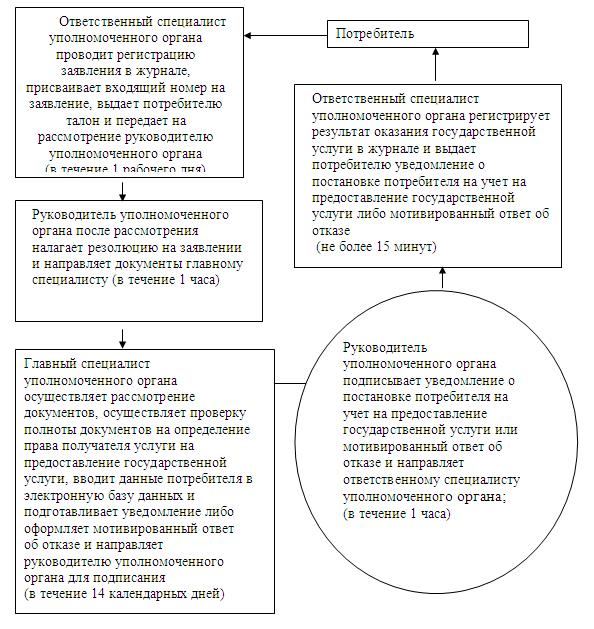 Ответственный специалист
уполномоченного органа
проводит регистрацию
заявления в журнале,
присваивает входящий номер на
заявление, выдает потребителю
талон и передает на
рассмотрение руководителю
уполномоченного органа
(в течение 1 рабочего дня)
Потребитель
Ответственный специалист
уполномоченного органа регистрирует
результат оказания государственной
услуги в журнале и выдает
потребителю уведомление о
постановке потребителя на учет на
предоставление государственной
услуги либо мотивированный ответ об
отказе
(не более 15 минут)
Руководитель уполномоченного
органа после рассмотрения
налагает резолюцию на заявлении
и направляет документы главному
специалисту (в течение 1 часа)
Главный специалист
уполномоченного органа
осуществляет рассмотрение
документов, осуществляет проверку
полноты документов на определение
права получателя услуги на
предоставление государственной
услуги, вводит данные потребителя в
электронную базу данных и
подготавливает уведомление либо
оформляет мотивированный ответ
об отказе и направляет
руководителю уполномоченного
органа для подписания
(в течение 14 календарных дней)
Руководитель
уполномоченного органа
подписывает уведомление о
постановке потребителя на
учет на предоставление
государственной услуги или
мотивированный ответ об
отказе и направляет
ответственному специалисту
уполномоченного органа;
(в течение 1 часа)